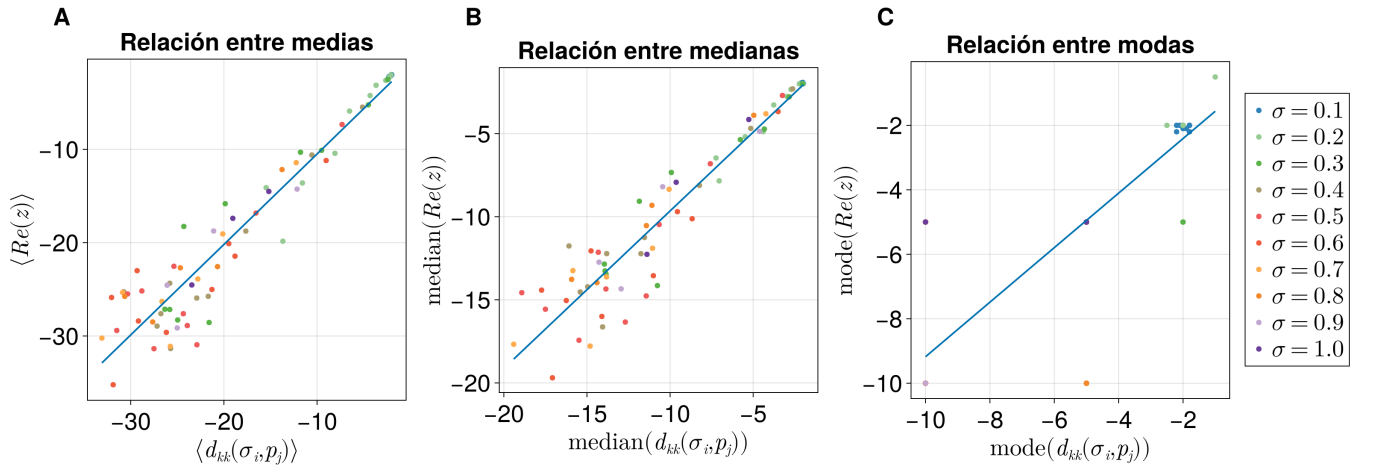 A
Relación entre medias
⟨Re(z)⟩
−10
−20
−30
−30
−20
−10
⟨d_kk(σ_i,p_j)⟩
B
Relación entre medianas
median(Re(z))
−5
−10
−15
−20
−20
−15
−10
−5
median(d_kk(σ_i,p_j))
C
Relación entre modas
mode(Re(z))
−2
−4
−6
−8
−10
−10
−8
−6
−4
−2
mode(d_kk(σ_i,p_j))
σ = 0.1
σ = 0.2
σ = 0.3
σ = 0.4
σ = 0.5
σ = 0.6
σ = 0.7
σ = 0.8
σ = 0.9
σ = 1.0